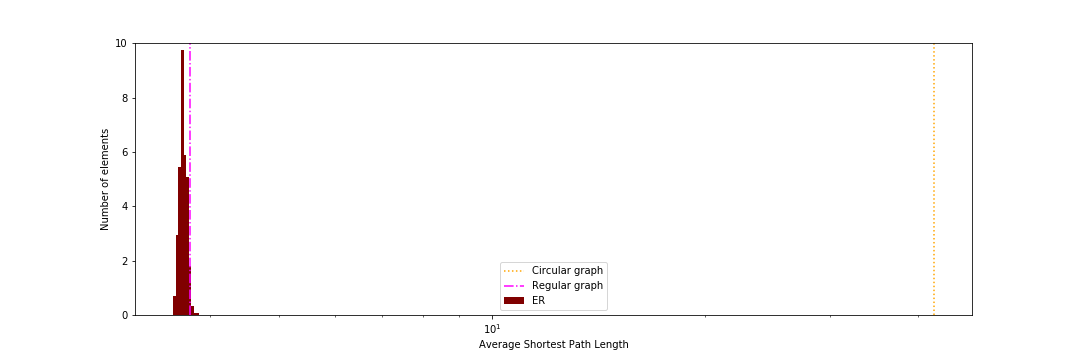 10
8
6
4
2
0
Number of elements
Circular graph
Regular graph
ER
10¹
Average Shortest Path Length